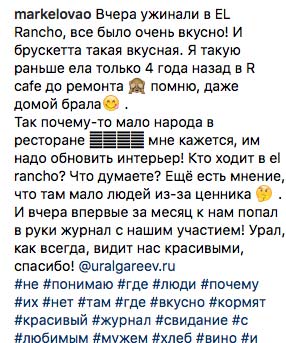 markelovao Вчера ужинали в EL
Rancho, все было очень вкусно! И
брускетта такая вкусная. Я такую
раньше ела только 4 года назад в R
cafe до ремонта 🙈 помню, даже
домой брала😋 .
Так почему-то мало народа в
ресторане 🁢🁢🁢🁢 мне кажется, им
надо обновить интерьер! Кто ходит в el
rancho? Что думаете? Ещё есть мнение,
что там мало людей из-за ценника 🤔 .
И вчера впервые за месяц к нам попал
в руки журнал с нашим участием! Урал,
как всегда, видит нас красивыми,
спасибо! @uralgareev.ru
#не #понимаю #где #люди #почему
#их #нет #там #где #вкусно #кормят
#красивый #журнал #свидание #с
#любимым #мужем #хлеб #вино #и